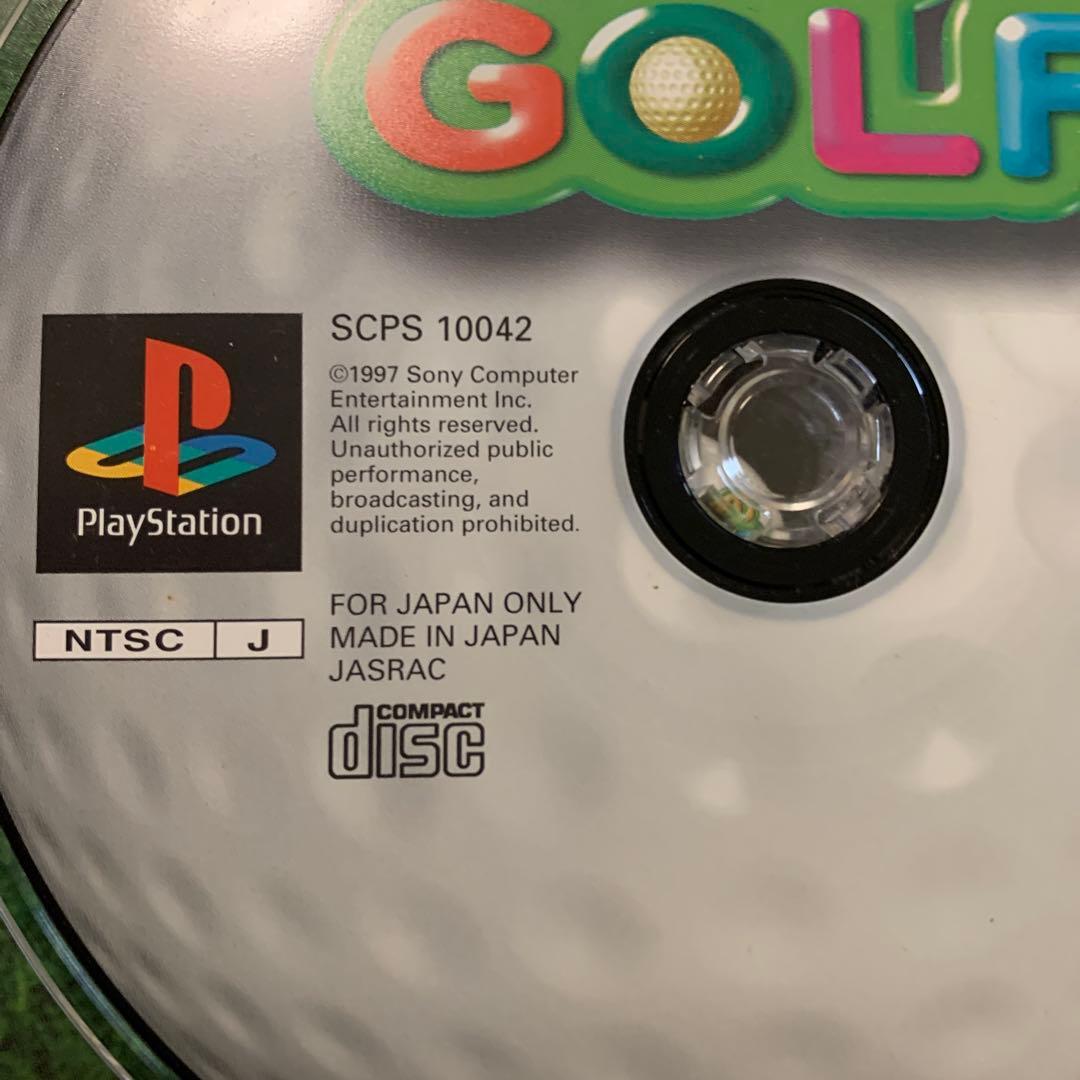 GOLF
PlayStation
NTSC J
SCPS 10042
©1997 Sony Computer
Entertainment Inc.
All rights reserved.
Unauthorized public
performance,
broadcasting, and
duplication prohibited.
FOR JAPAN ONLY
MADE IN JAPAN
JASRAC
COMPACT
disc